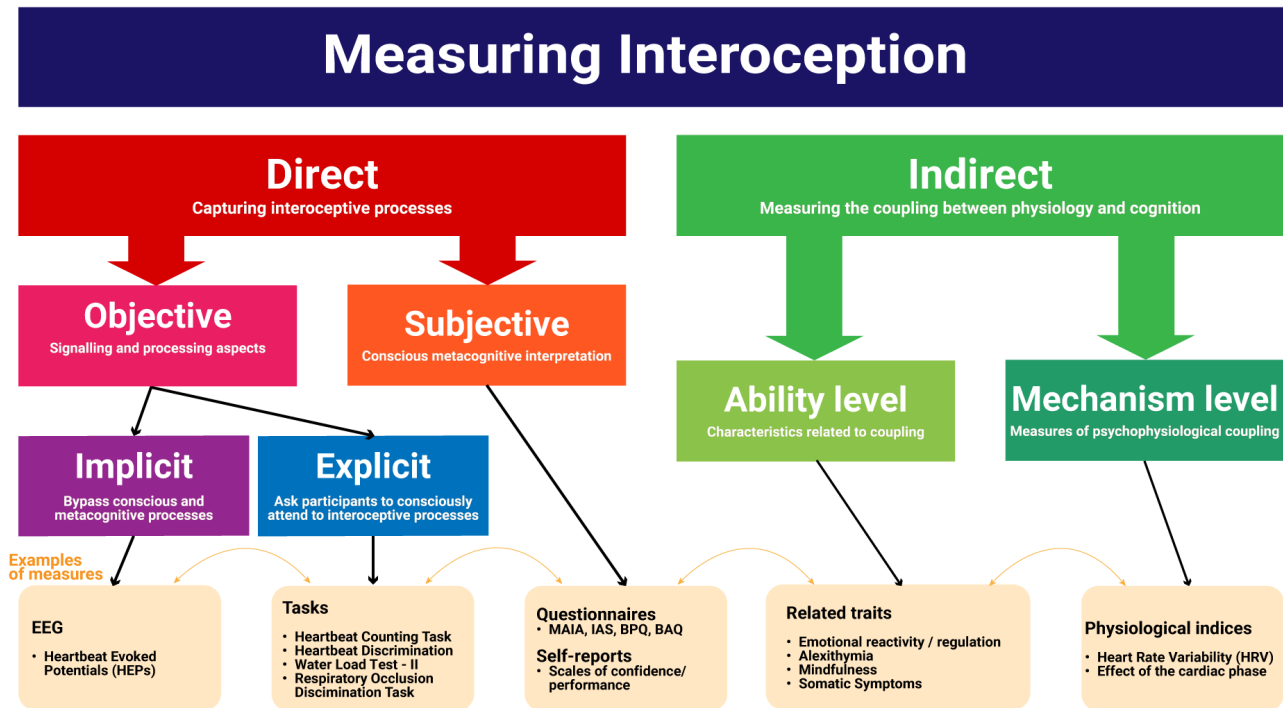 Measuring Interoception
Direct
Capturing interoceptive processes
Indirect
Measuring the coupling between physiology and cognition
Objective
Signalling and processing aspects
Subjective
Conscious metacognitive interpretation
Ability level
Characteristics related to coupling
Mechanism level
Measures of psychophysiological coupling
Implicit
Bypass conscious and
metacognitive processes
Explicit
Ask participants to consciously
attend to interoceptive processes
Examples
of measures
EEG
• Heartbeat Evoked
Potentials (HEPs)
Tasks
• Heartbeat Counting Task
• Heartbeat Discrimination
• Water Load Test - II
• Respiratory Occlusion
Discimination Task
Questionnaires
• MAIA, IAS, BPQ, BAQ
Self-reports
• Scales of confidence/
performance
Related traits
• Emotional reactivity / regulation
• Alexithymia
• Mindfulness
• Somatic Symptoms
Physiological indices
• Heart Rate Variability (HRV)
• Effect of the cardiac phase